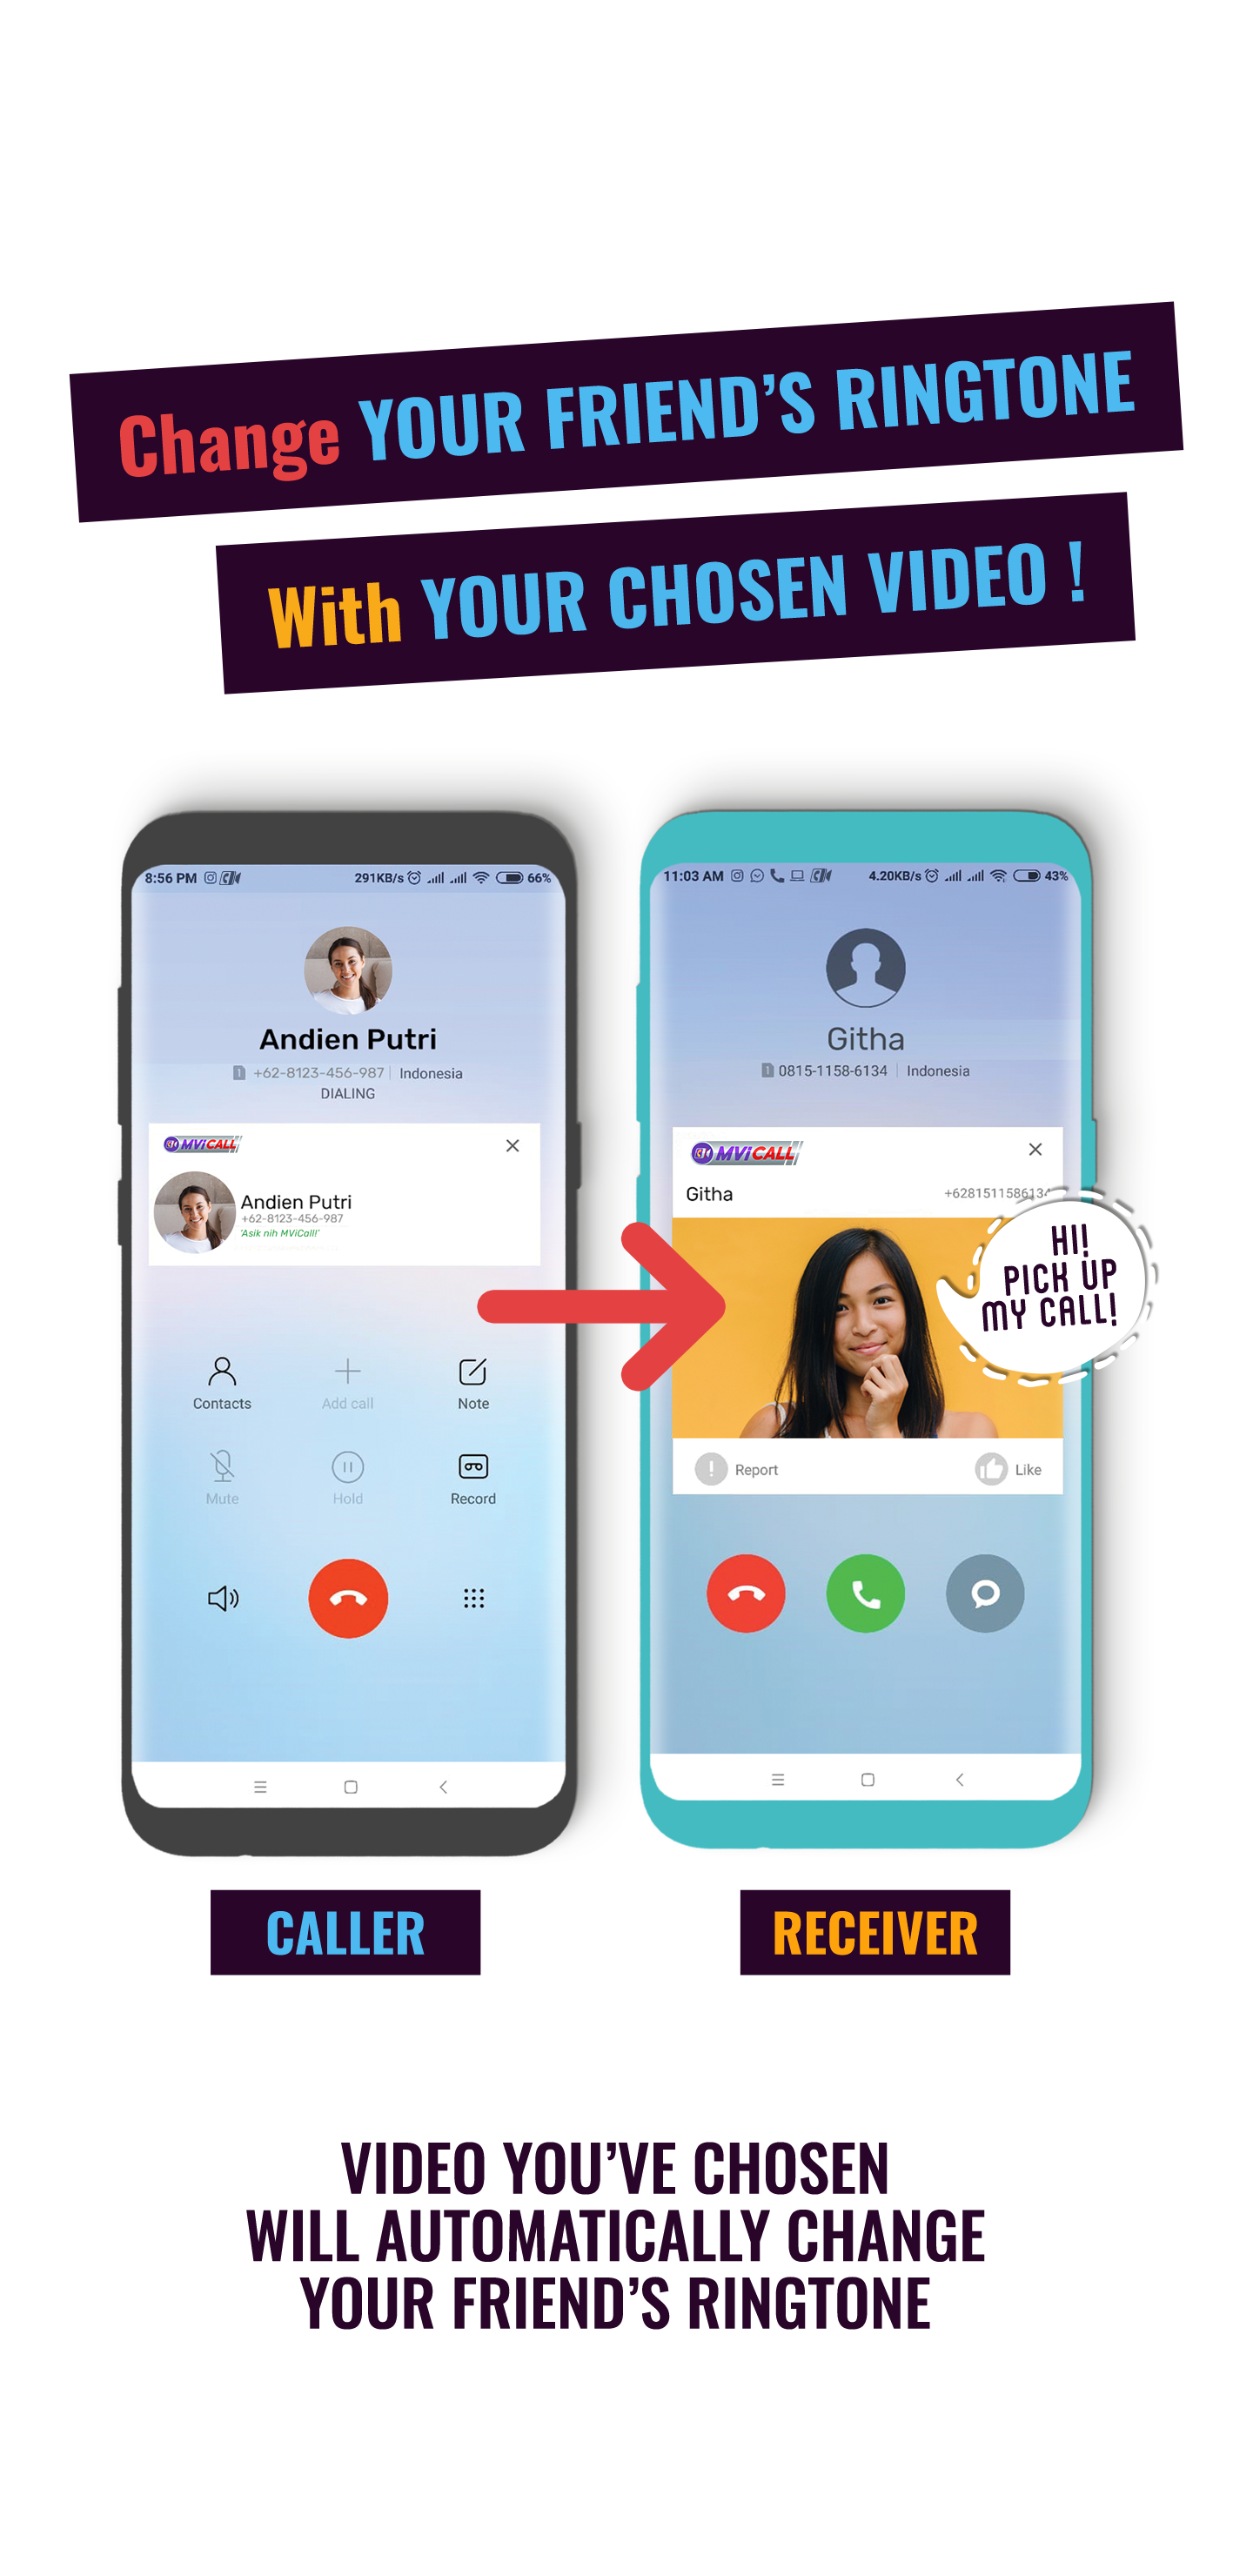 Change YOUR FRIEND'S RINGTONE
With YOUR CHOSEN VIDEO !
8:56 PM 291KB/s 66%
Andien Putri
1 +62-8123-456-987 Indonesia
DIALING
MViCALL
Andien Putri
+62-8123-456-987
'Asik nih MViCall!'
Contacts Add call Note
Mute Hold Record
11:03 AM 4.20KB/s 43%
Githa
1 0815-1158-6134 Indonesia
MViCALL
Githa +6281511586134
HI!
PICK UP
MY CALL!
Report Like
CALLER
RECEIVER
VIDEO YOU'VE CHOSEN
WILL AUTOMATICALLY CHANGE
YOUR FRIEND'S RINGTONE